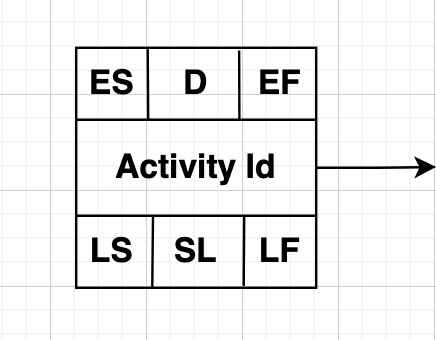 ES D EF
Activity Id
LS SL LF